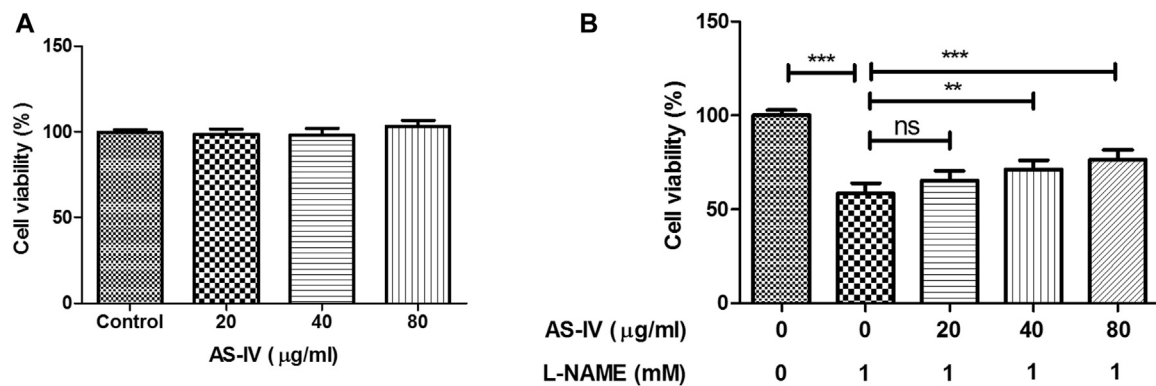 A
150
100
50
0
Cell viability (%)
Control 20 40 80
AS-IV ( μg/ml)
B
150
100
50
0
Cell viability (%)
***
***
**
ns
AS-IV ( μg/ml) 0 0 20 40 80
L-NAME (mM) 0 1 1 1 1